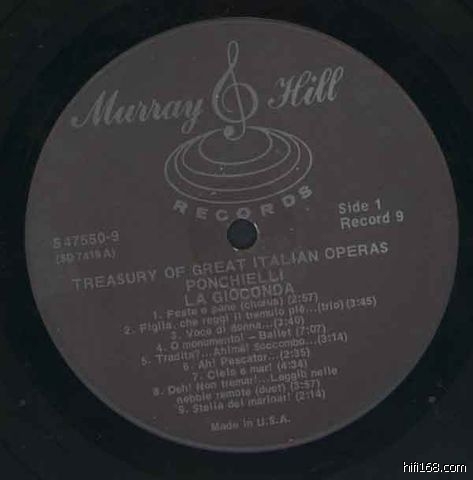 Murray Hill
RECORDS
Side 1
Record 9
S 47550-9
(SD 7415 A)
TREASURY OF GREAT ITALIAN OPERAS
PONCHIELLI
LA GIOCONDA
1. Feste e pane (chorus) (2:57)
2. Figlia, che reggi il tremulo piè...(trio) (3:45)
3. Voce di donna...(3:40)
4. O monumento! - Ballet (7:07)
5. Tradita?...Ahimè! soccombo...(3:14)
6. Ah! Pescator...(2:35)
7. Cielo e mar! (4:34)
8. Deh! Non tremar!...Laggiù nelle
nebbie remote (duet) (3:57)
9. Stella del marinar! (2:14)
Made in U.S.A.
hifi168.com